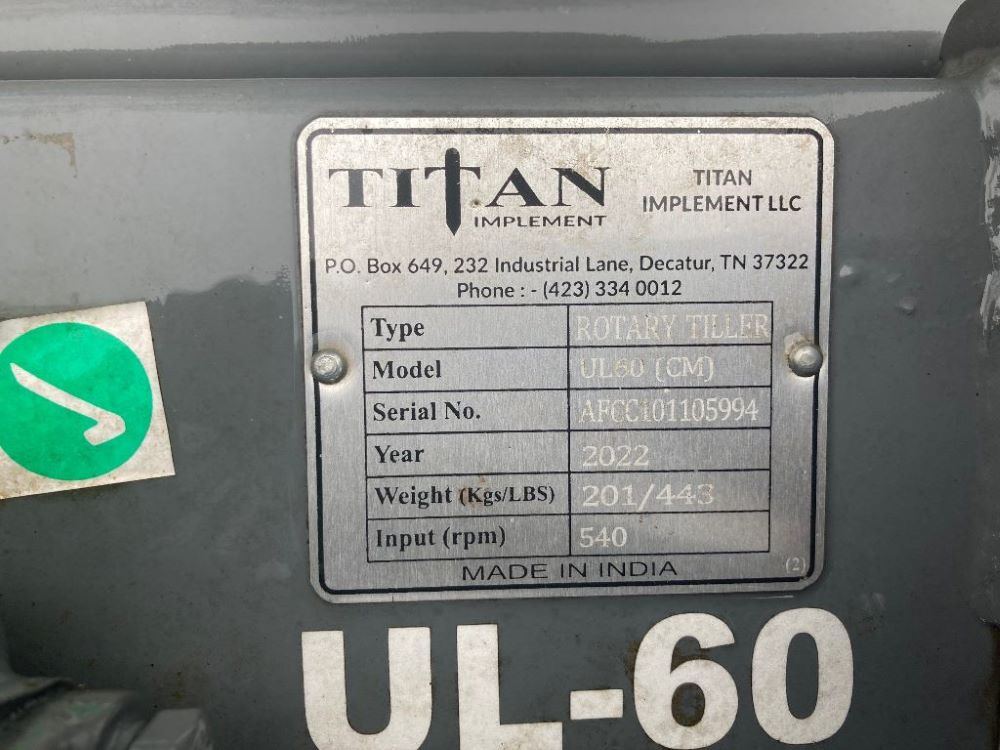 TITAN
IMPLEMENT
TITAN
IMPLEMENT LLC
P.O. Box 649, 232 Industrial Lane, Decatur, TN 37322
Phone : - (423) 334 0012
Type ROTARY TILLER
Model UL60 (CM)
Serial No. AFCC101105994
Year 2022
Weight (Kgs/LBS) 201/443
Input (rpm) 540
MADE IN INDIA (2)
UL-60